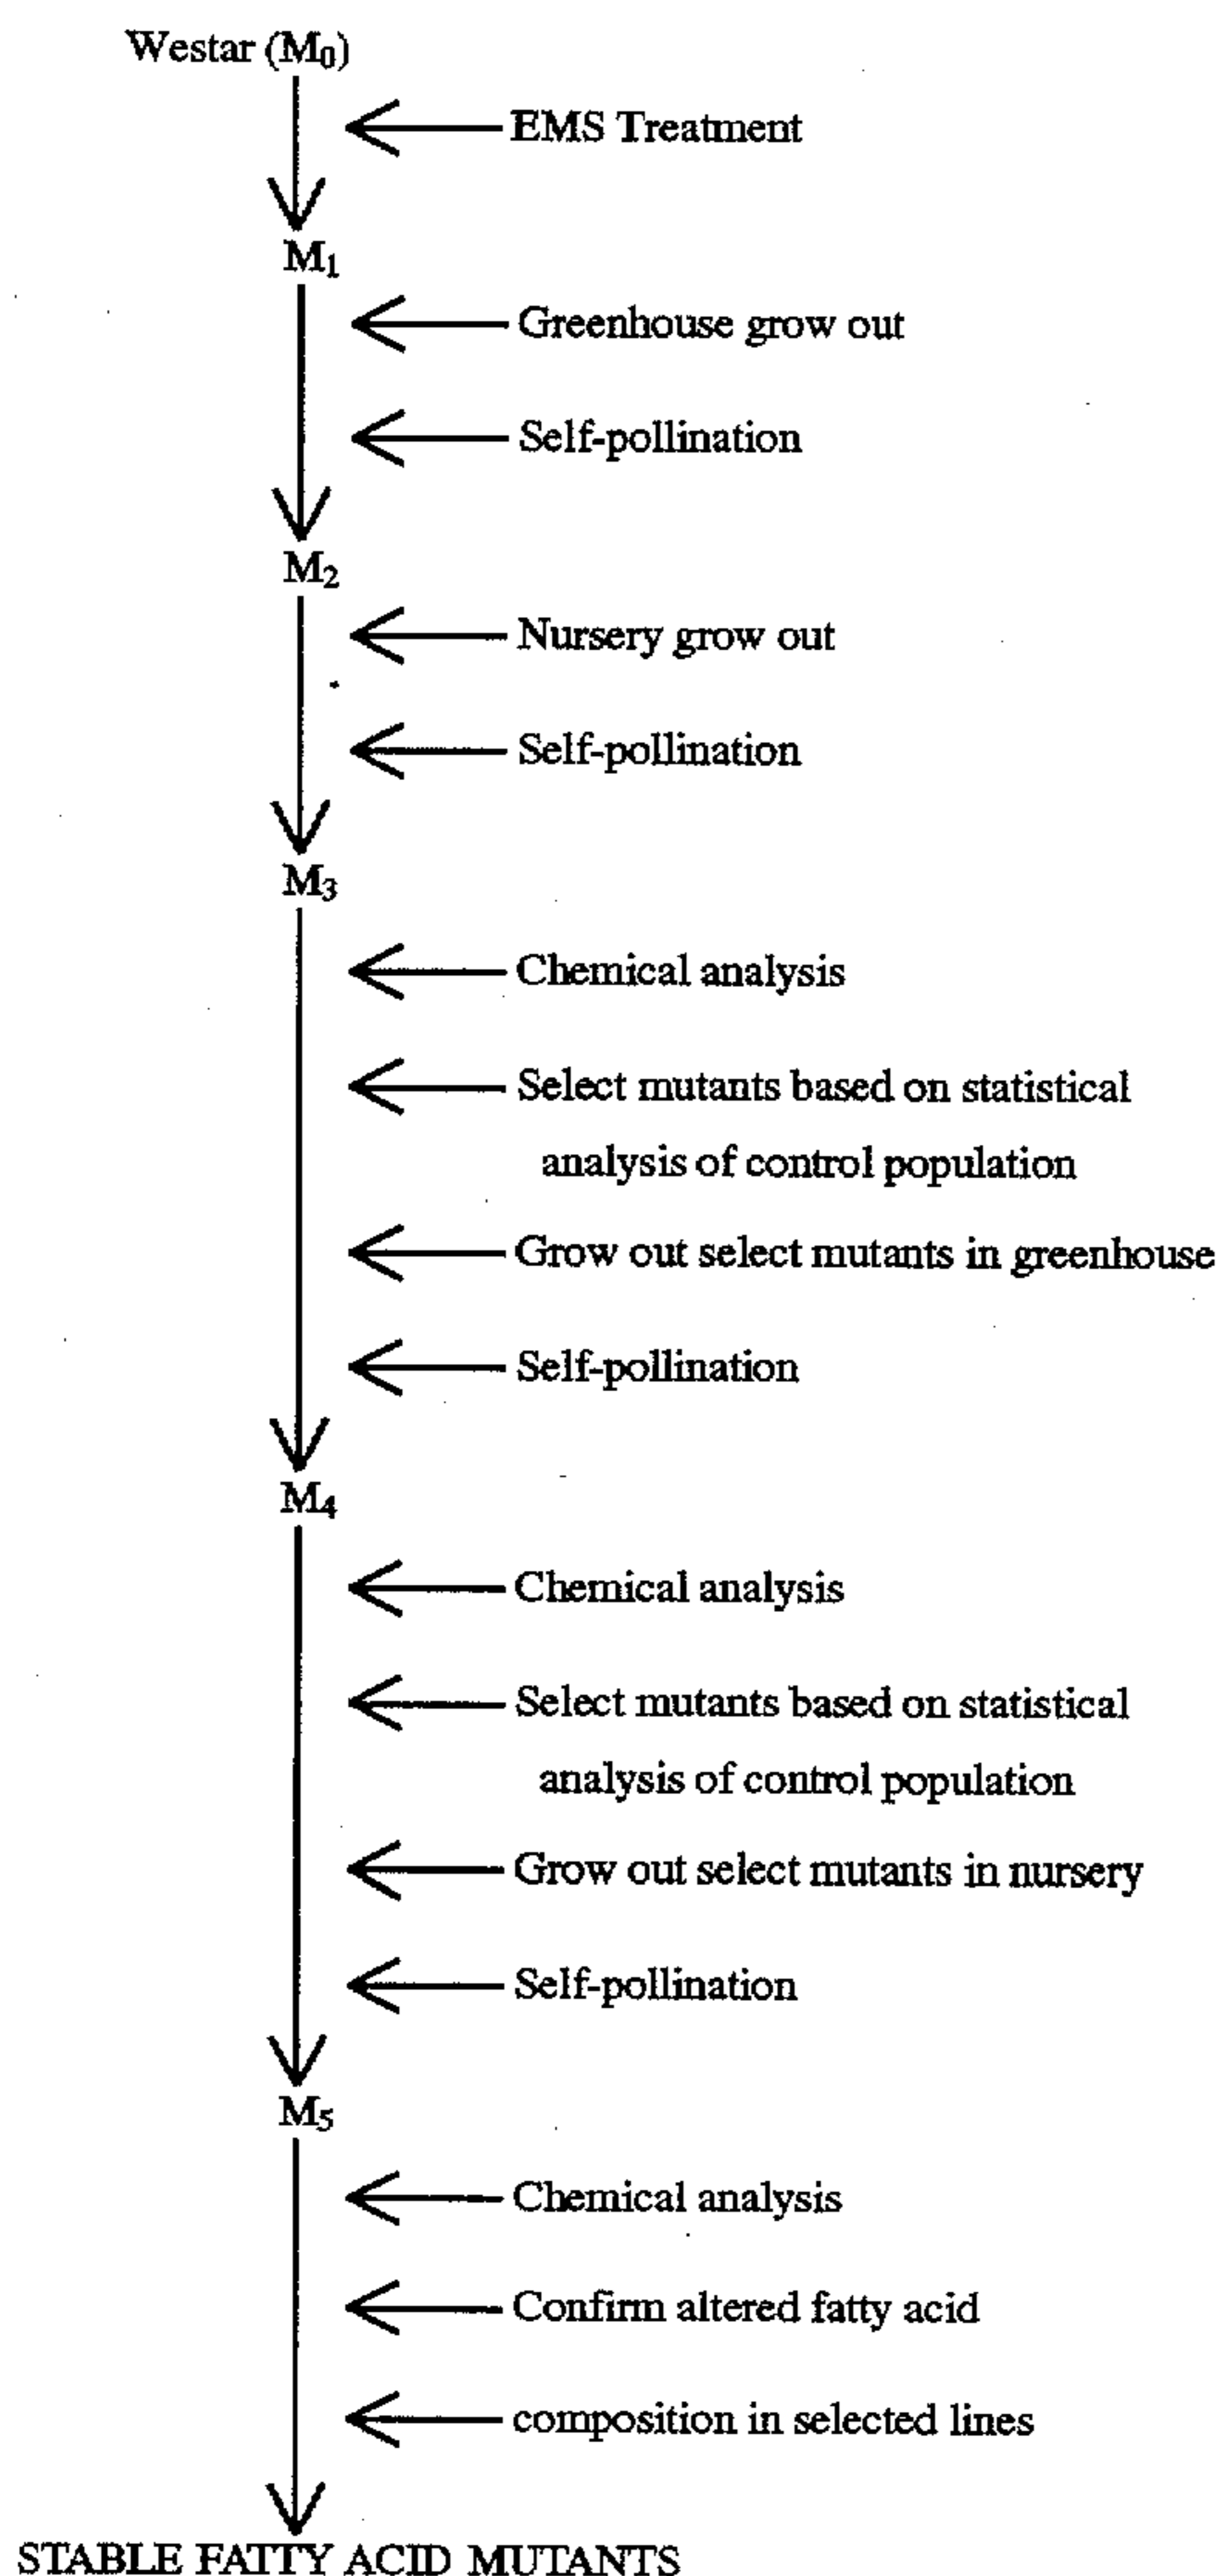 Westar (M₀)
EMS Treatment
M₁
Greenhouse grow out
Self-pollination
M₂
Nursery grow out
Self-pollination
M₃
Chemical analysis
Select mutants based on statistical
analysis of control population
Grow out select mutants in greenhouse
Self-pollination
M₄
Chemical analysis
Select mutants based on statistical
analysis of control population
Grow out select mutants in nursery
Self-pollination
M₅
Chemical analysis
Confirm altered fatty acid
composition in selected lines
STABLE FATTY ACID MUTANTS